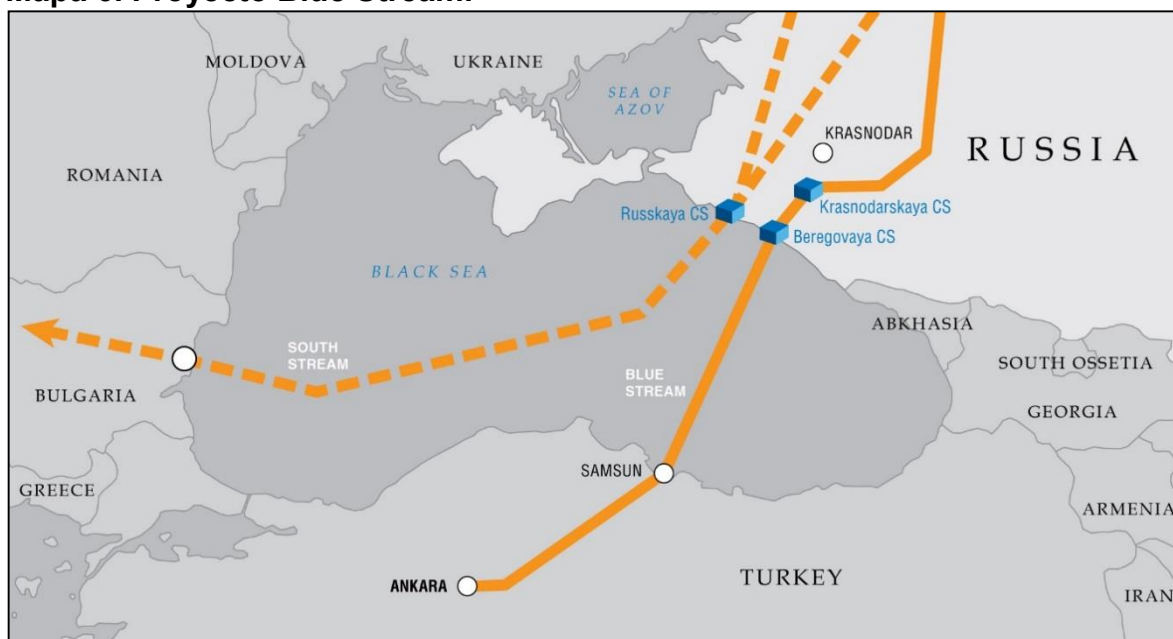 Mapa Proyecto Blue Stream.
MOLDOVA
UKRAINE
SEA OF
AZOV
KRASNODAR
RUSSIA
ROMANIA
Krasnodarskaya CS
Russkaya CS
Beregovaya CS
BLACK SEA
ABKHASIA
SOUTH
STREAM
SOUTH OSSETIA
BLUE
STREAM
BULGARIA
GEORGIA
SAMSUN
GREECE
ARMENIA
ANKARA
TURKEY
IRAN